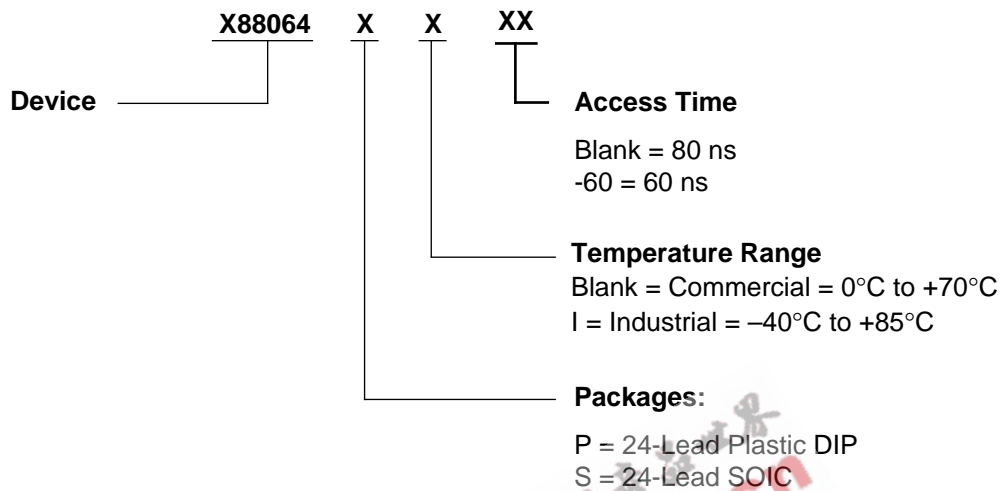 X88064 X X XX
Device
Access Time
Blank = 80 ns
-60 = 60 ns
Temperature Range
Blank = Commercial = 0°C to +70°C
I = Industrial = –40°C to +85°C
Packages:
P = 24-Lead Plastic DIP
S = 24-Lead SOIC